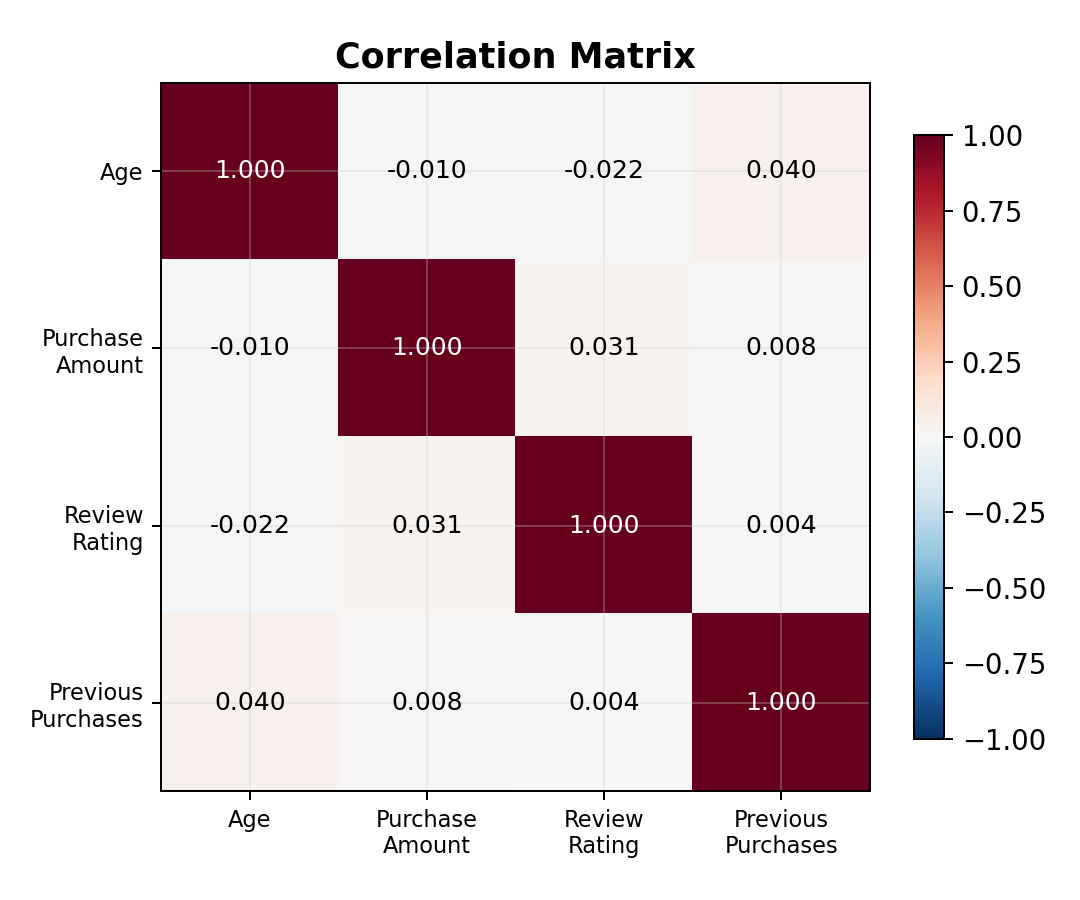 Correlation Matrix
Age
1.000
-0.010
-0.022
0.040
Purchase
Amount
-0.010
1.000
0.031
0.008
Review
Rating
-0.022
0.031
1.000
0.004
Previous
Purchases
0.040
0.008
0.004
1.000
Age
Purchase
Amount
Review
Rating
Previous
Purchases
1.00
0.75
0.50
0.25
0.00
−0.25
−0.50
−0.75
−1.00